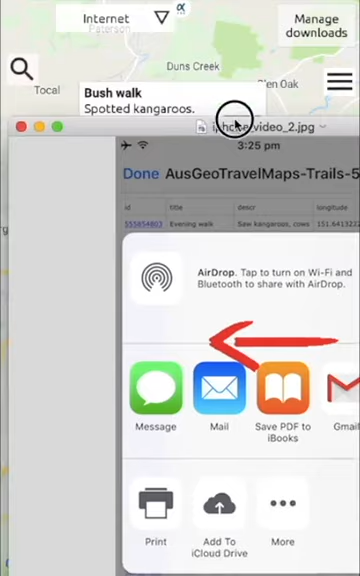 Internet
Manage
downloads
Paterson
Duns Creek
Glen Oak
Tocal
Bush walk
Spotted kangaroos.
iphone_video_2.jpg
3:25 pm
Done AusGeoTravelMaps-Trails-5
id title descr longitude
555654803 Evening walk Saw kangaroos, cows 151.6413222
AirDrop. Tap to turn on Wi-Fi and
Bluetooth to share with AirDrop.
Message Mail Save PDF to
iBooks Gmail
Print Add To
iCloud Drive More